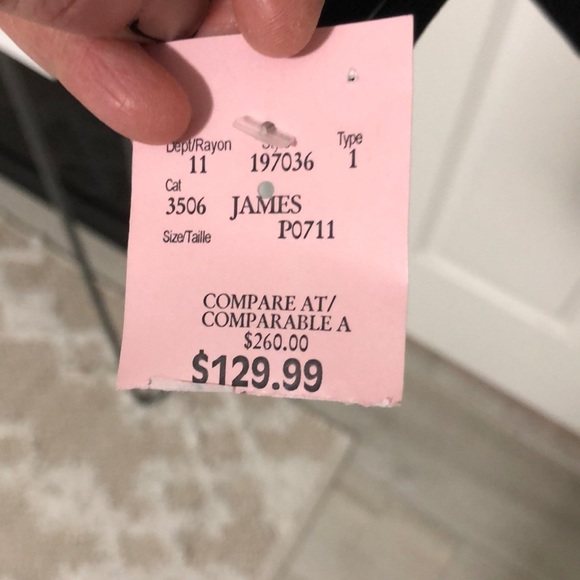 Dept/Rayon Style Type
11 197036 1
Cat
3506 JAMES
Size/Taille P0711
COMPARE AT/
COMPARABLE A
$260.00
$129.99